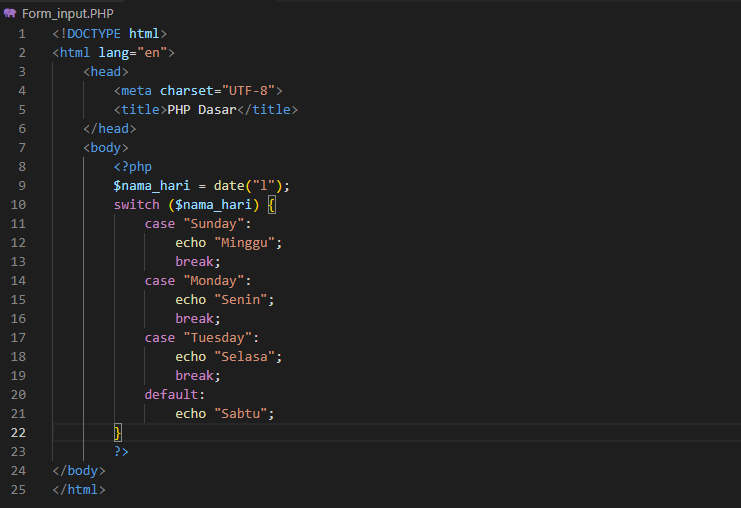 Form_input.PHP
1 <!DOCTYPE html>
2 <html lang="en">
3 <head>
4 <meta charset="UTF-8">
5 <title>PHP Dasar</title>
6 </head>
7 <body>
8 <?php
9 $nama_hari = date("l");
10 switch ($nama_hari) {
11 case "Sunday":
12 echo "Minggu";
13 break;
14 case "Monday":
15 echo "Senin";
16 break;
17 case "Tuesday":
18 echo "Selasa";
19 break;
20 default:
21 echo "Sabtu";
22 }
23 ?>
24 </body>
25 </html>